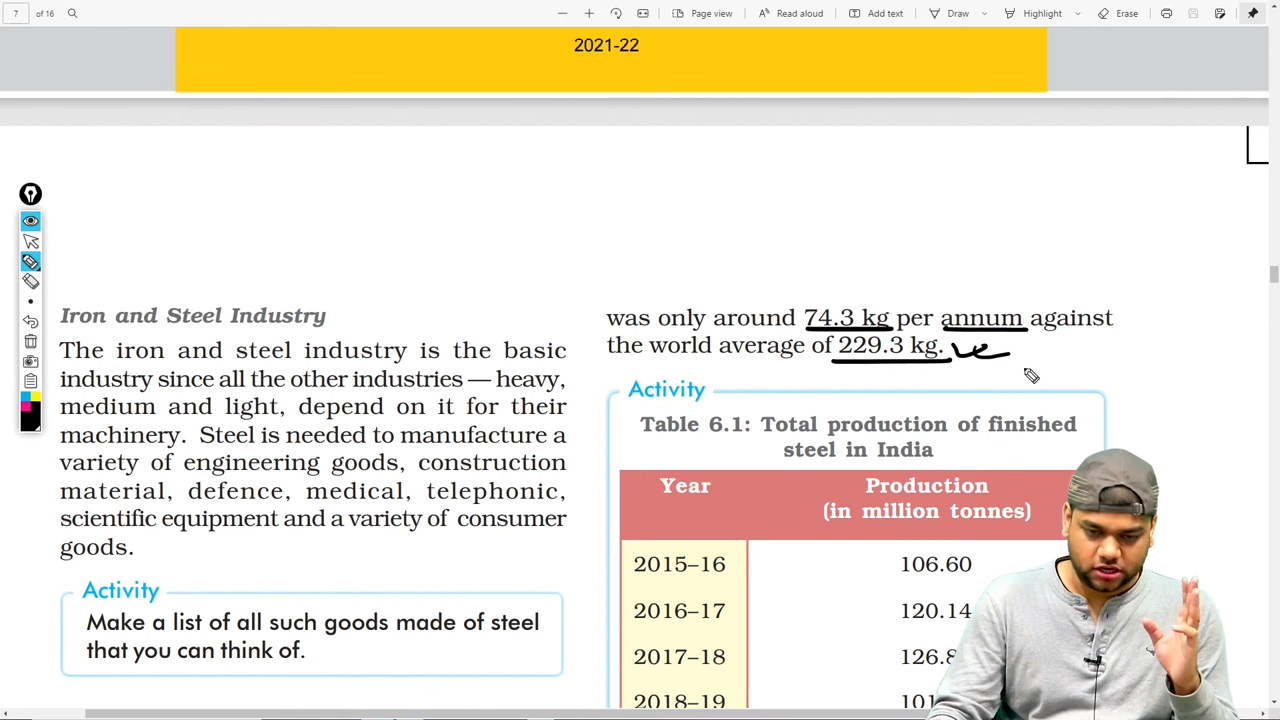 7 of 16
Page view
Read aloud
Add text
Draw
Highlight
Erase
2021-22
Iron and Steel Industry
The iron and steel industry is the basic
industry since all the other industries — heavy,
medium and light, depend on it for their
machinery. Steel is needed to manufacture a
variety of engineering goods, construction
material, defence, medical, telephonic,
scientific equipment and a variety of consumer
goods.
Activity
Make a list of all such goods made of steel
that you can think of.
was only around 74.3 kg per annum against
the world average of 229.3 kg.
Activity
Table 6.1: Total production of finished
steel in India
Year Production
(in million tonnes)
2015–16 106.60
2016–17 120.14
2017–18 126.8
2018–19 101